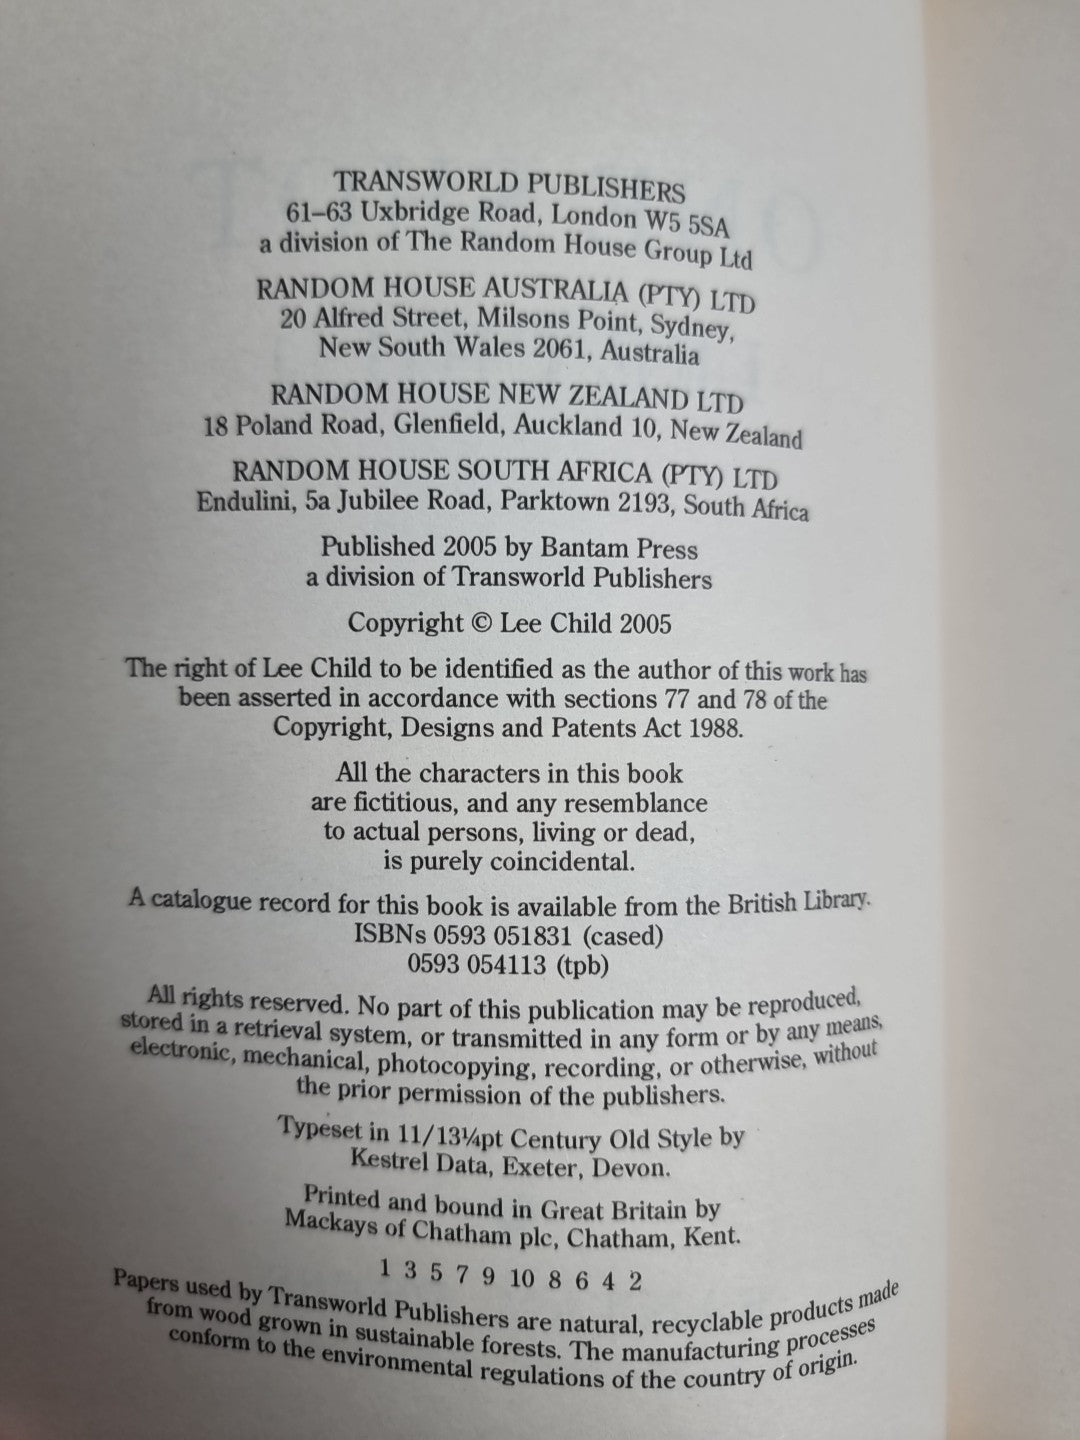 TRANSWORLD PUBLISHERS
61–63 Uxbridge Road, London W5 5SA
a division of The Random House Group Ltd
RANDOM HOUSE AUSTRALIA (PTY) LTD
20 Alfred Street, Milsons Point, Sydney,
New South Wales 2061, Australia
RANDOM HOUSE NEW ZEALAND LTD
18 Poland Road, Glenfield, Auckland 10, New Zealand
RANDOM HOUSE SOUTH AFRICA (PTY) LTD
Endulini, 5a Jubilee Road, Parktown 2193, South Africa
Published 2005 by Bantam Press
a division of Transworld Publishers
Copyright © Lee Child 2005
The right of Lee Child to be identified as the author of this work has
been asserted in accordance with sections 77 and 78 of the
Copyright, Designs and Patents Act 1988.
All the characters in this book
are fictitious, and any resemblance
to actual persons, living or dead,
is purely coincidental.
A catalogue record for this book is available from the British Library.
ISBNs 0593 051831 (cased)
0593 054113 (tpb)
All rights reserved. No part of this publication may be reproduced,
stored in a retrieval system, or transmitted in any form or by any means,
electronic, mechanical, photocopying, recording, or otherwise, without
the prior permission of the publishers.
Typeset in 11/13¼pt Century Old Style by
Kestrel Data, Exeter, Devon.
Printed and bound in Great Britain by
Mackays of Chatham plc, Chatham, Kent.
1 3 5 7 9 10 8 6 4 2
Papers used by Transworld Publishers are natural, recyclable products made
from wood grown in sustainable forests. The manufacturing processes
conform to the environmental regulations of the country of origin.